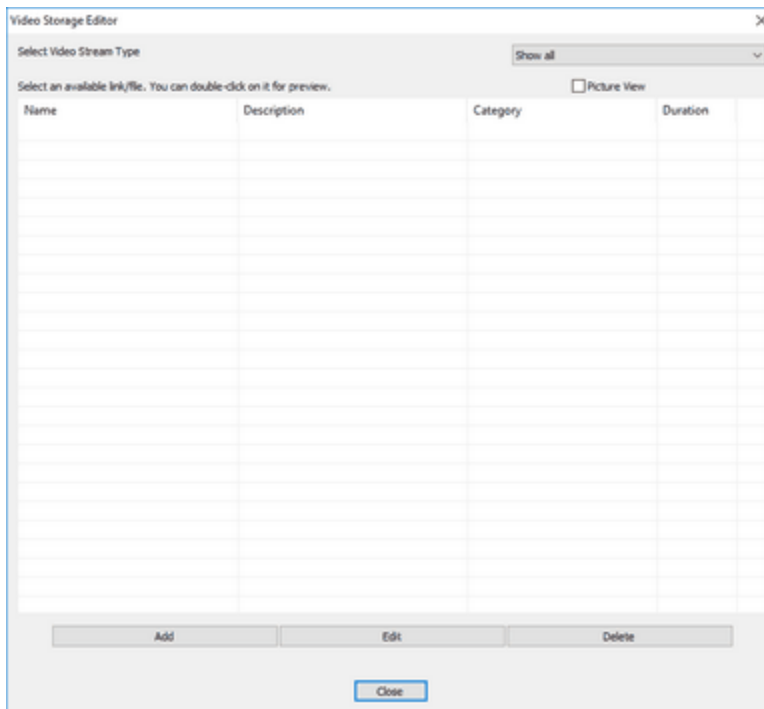 Video Storage Editor
Select Video Stream Type
Show all
Select an available link/file. You can double-click on it for preview.
Picture View
Name Description Category Duration
Add Edit Delete
Close